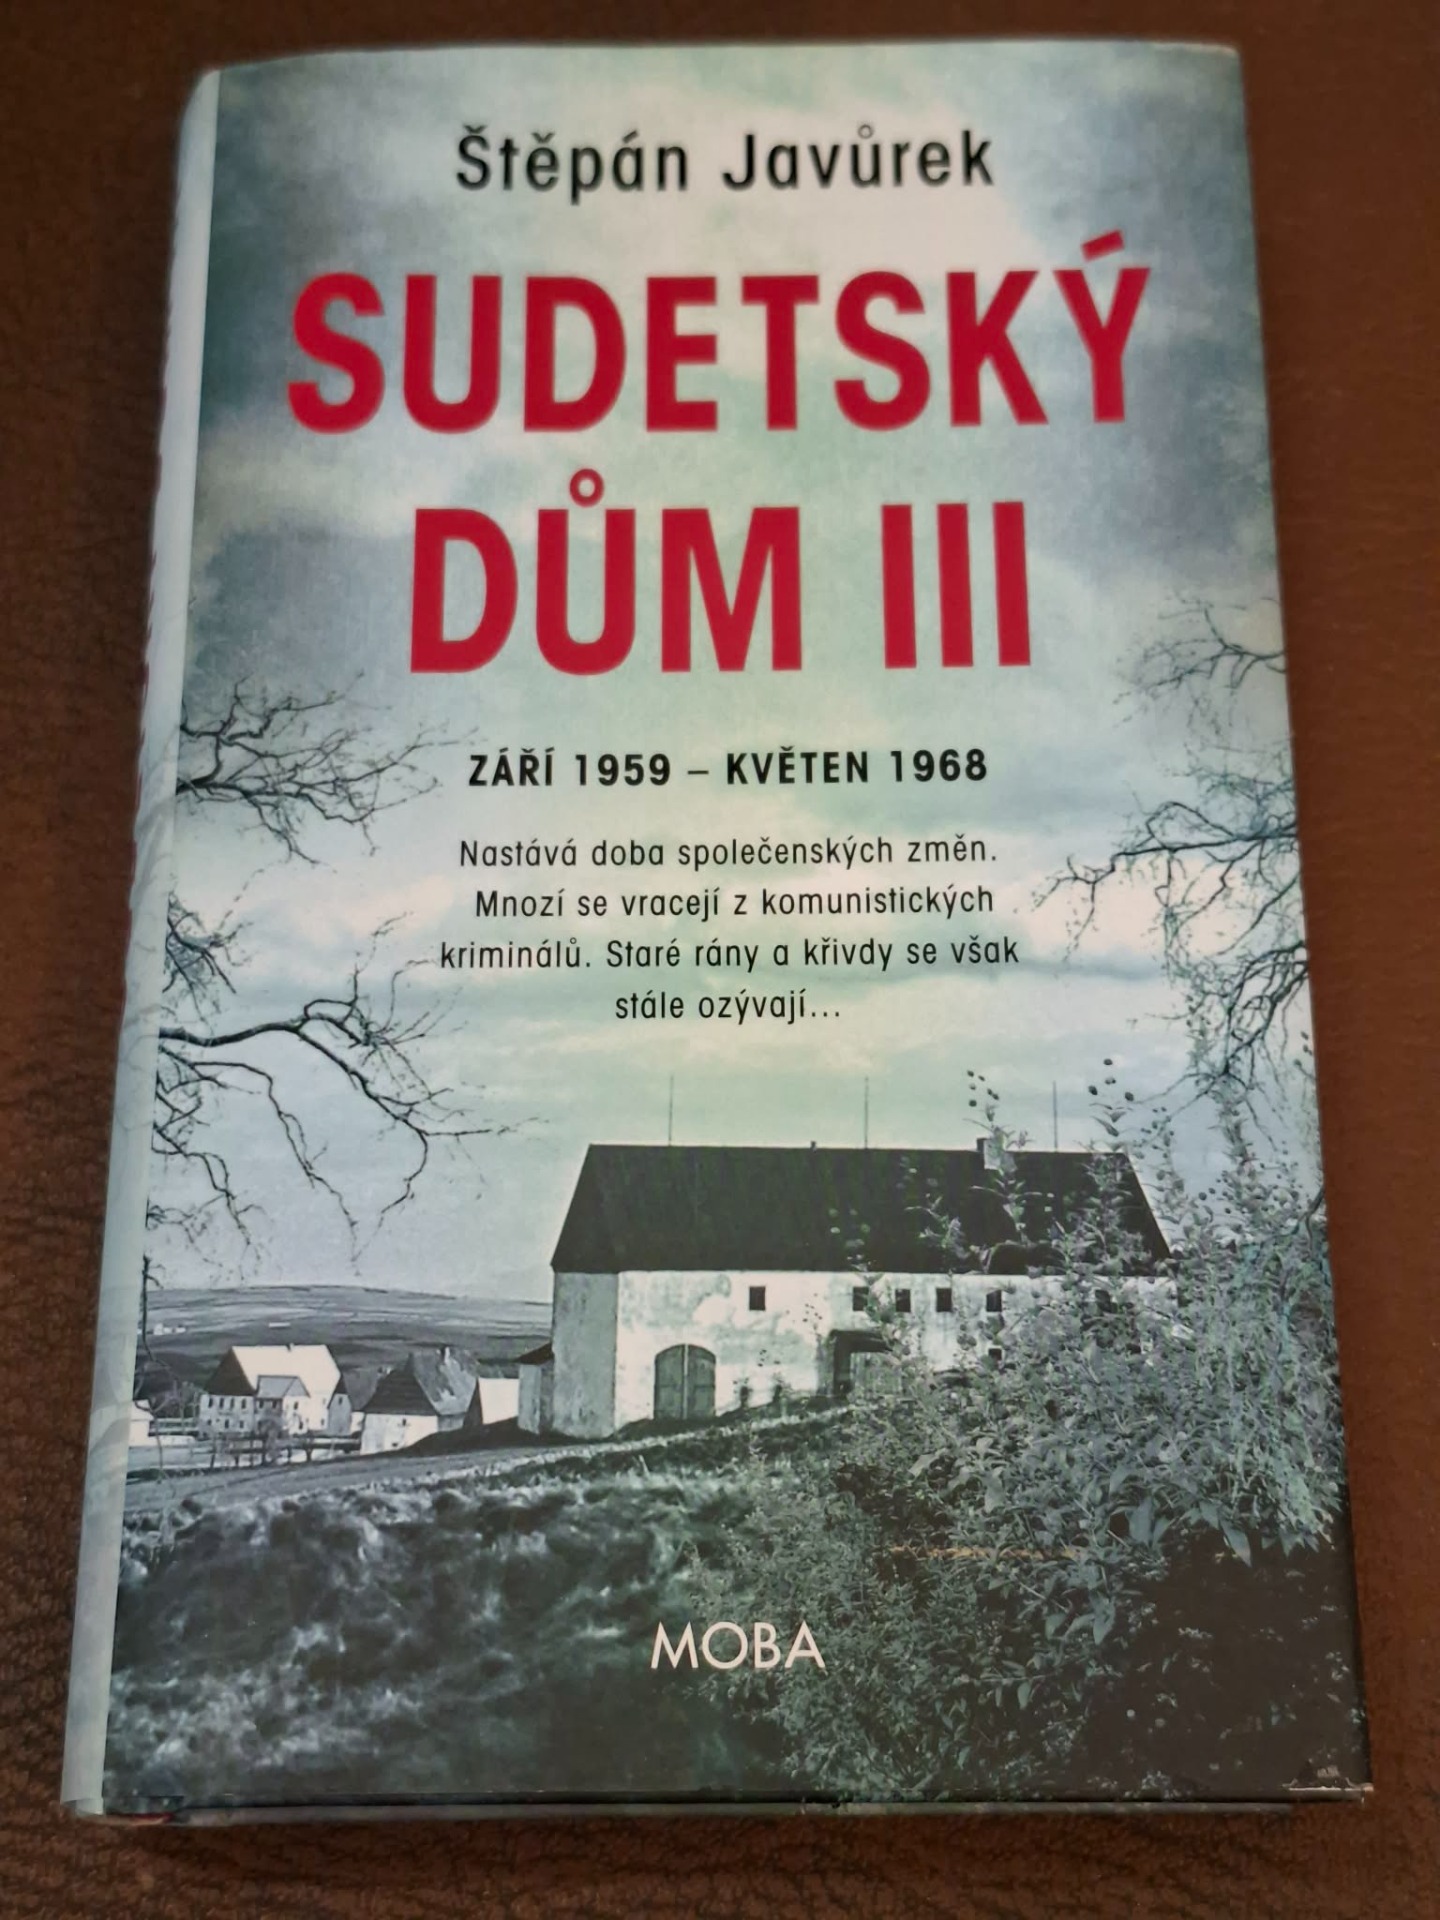 Štěpán Javůrek
SUDETSKÝ
DŮM III
ZÁŘÍ 1959 – KVĚTEN 1968
Nastává doba společenských změn.
Mnozí se vracejí z komunistických
kriminálů. Staré rány a křivdy se však
stále ozývají...
MOBA